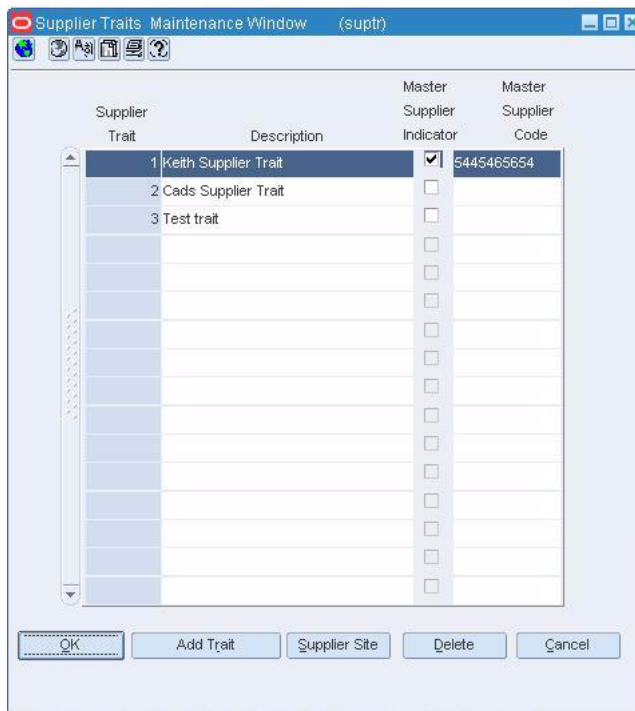 Supplier Traits Maintenance Window (suptr)
Master Master
Supplier Supplier Supplier
Trait Description Indicator Code
1 Keith Supplier Trait 5445465654
2 Cads Supplier Trait
3 Test trait
OK Add Trait Supplier Site Delete Cancel